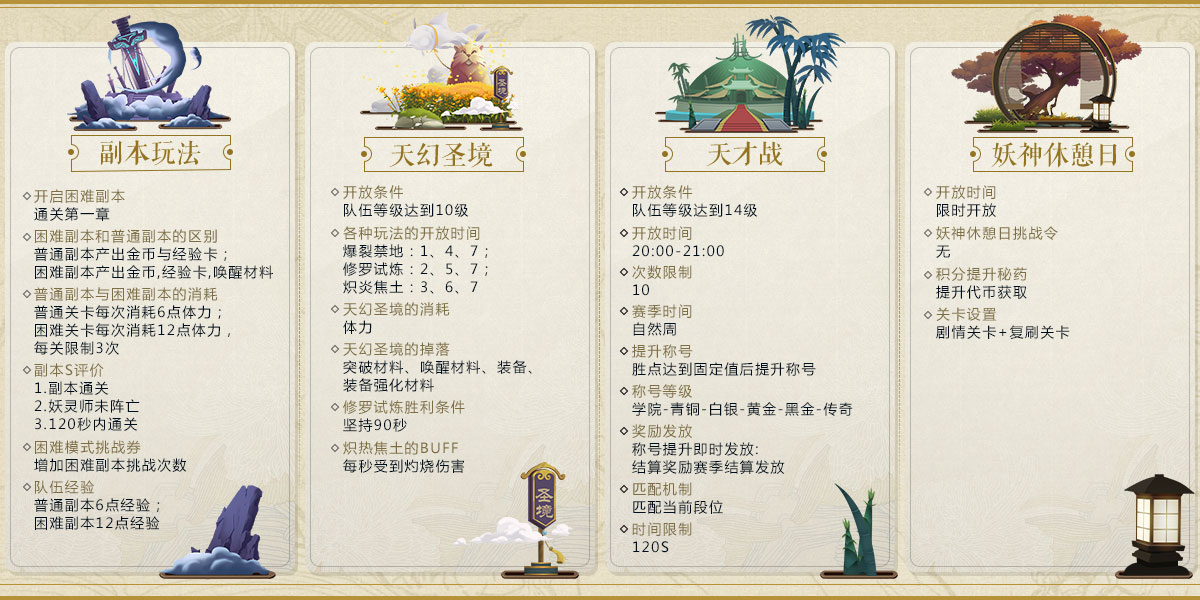 副本玩法
开启困难副本
通关第一章
困难副本和普通副本的区别
普通副本产出金币与经验卡；
困难副本产出金币,经验卡,唤醒材料
普通副本与困难副本的消耗
普通关卡每次消耗6点体力；
困难关卡每次消耗12点体力，
每关限制3次
副本S评价
1.副本通关
2.妖灵师未阵亡
3.120秒内通关
困难模式挑战券
增加困难副本挑战次数
队伍经验
普通副本6点经验；
困难副本12点经验
圣境
天幻圣境
开放条件
队伍等级达到10级
各种玩法的开放时间
爆裂禁地：1、4、7；
修罗试炼：2、5、7；
炽炎焦土：3、6、7
天幻圣境的消耗
体力
天幻圣境的掉落
突破材料、唤醒材料、装备、
装备强化材料
修罗试炼胜利条件
坚持90秒
炽热焦土的BUFF
每秒受到灼烧伤害
圣境
天才战
开放条件
队伍等级达到14级
开放时间
20:00-21:00
次数限制
10
赛季时间
自然周
提升称号
胜点达到固定值后提升称号
称号等级
学院-青铜-白银-黄金-黑金-传奇
奖励发放
称号提升即时发放:
结算奖励赛季结算发放
匹配机制
匹配当前段位
时间限制
120S
妖神休憩日
开放时间
限时开放
妖神休憩日挑战令
无
积分提升秘药
提升代币获取
关卡设置
剧情关卡+复刷关卡